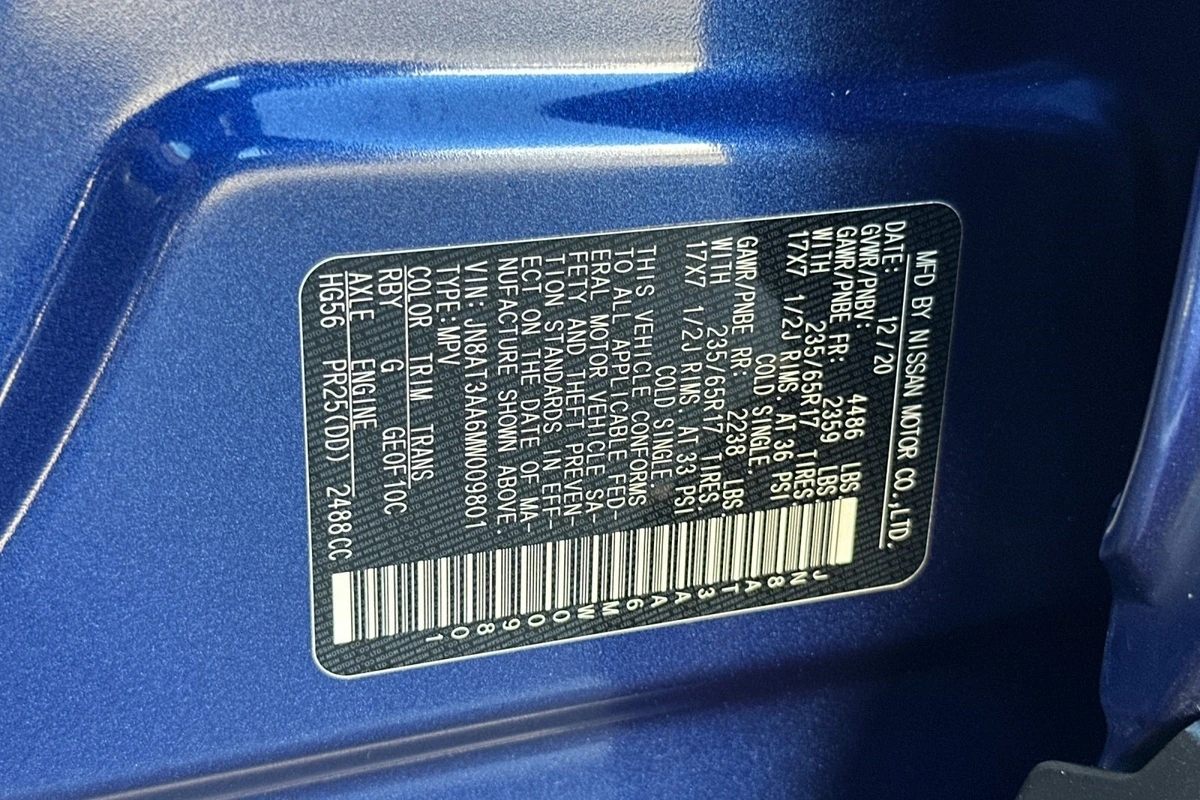 MFD BY NISSAN MOTOR CO.,LTD.
DATE: 12/20
GVWR/PNBV: 4486 LBS
GAWR/PNBE FR: 2359 LBS
WITH 235/65R17 TIRES.
17X7 1/2J RIMS. AT 36 PSI
COLD SINGLE.
GAWR/PNBE RR: 2238 LBS
WITH 235/65R17 TIRES.
17X7 1/2J RIMS. AT 33 PSI
COLD SINGLE.
THIS VEHICLE CONFORMS
TO ALL APPLICABLE FED-
ERAL MOTOR VEHICLE SA-
FETY AND THEFT PREVEN-
TION STANDARDS IN EFF-
ECT ON THE DATE OF MA-
NUFACTURE SHOWN ABOVE.
VIN: JN8AT3AA6MW009801
TYPE:MPV
COLOR TRIM TRANS
RBY G GE0F10C
AXLE ENGINE
HG56 PR25(DD) 2488CC
JN8AT3AA6MW009801